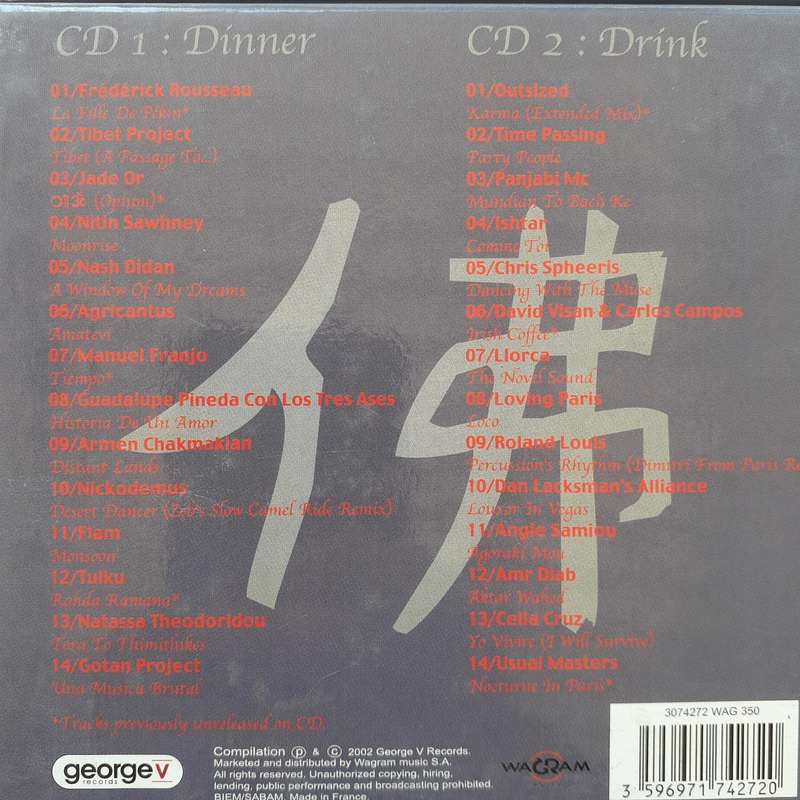 CD 1 : Dinner
01/Frédérick Rousseau
La Fille De Pékin*
02/Tibet Project
Tibet (A Passage To..)
03/Jade Or
(Opium)*
04/Nitin Sawhney
Moonrise
05/Nash Didan
A Window Of My Dreams
06/Agricantus
Amatevi
07/Manuel Franjo
Tiempo*
08/Guadalupe Pineda Con Los Tres Ases
Historia De Un Amor
09/Armen Chakmakian
Distant Lands
10/Nickodemus
Desert Dancer (Zeb's Slow Camel Ride Remix)
11/Flam
Monsoon
12/Tulku
Ranha Ramana*
13/Natassa Theodoridou
Tora To Thimithikes
14/Gotan Project
Una Musica Brutal
*Tracks previously unreleased on CD.
CD 2 : Drink
01/Outsized
Karma (Extended Mix)*
02/Time Passing
Party People
03/Panjabi Mc
Mundian To Bach Ke
04/Ishtar
Coming Toi
05/Chris Spheeris
Dancing With The Muse
06/David Visan & Carlos Campos
Irish Coffee*
07/Llorca
The Novel Sound
08/Loving Paris
Loco
09/Roland Louis
Percussion's Rhythm (Dimitri From Paris Re
10/Dan Lacksman's Alliance
Louxor In Vegas
11/Angie Samiou
Agoraki Mou
12/Amr Diab
Aktar Wahed
13/Celia Cruz
Yo Vivire (I Will Survive)
14/Usual Masters
Nocturne In Paris*
佛
george V
records
Compilation ℗ & © 2002 George V Records.
Marketed and distributed by Wagram music S.A.
All rights reserved. Unauthorized copying, hiring,
lending, public performance and broadcasting prohibited.
BIEM/SABAM. Made in France.
WAGRAM
3074272 WAG 350
3 596971 742720